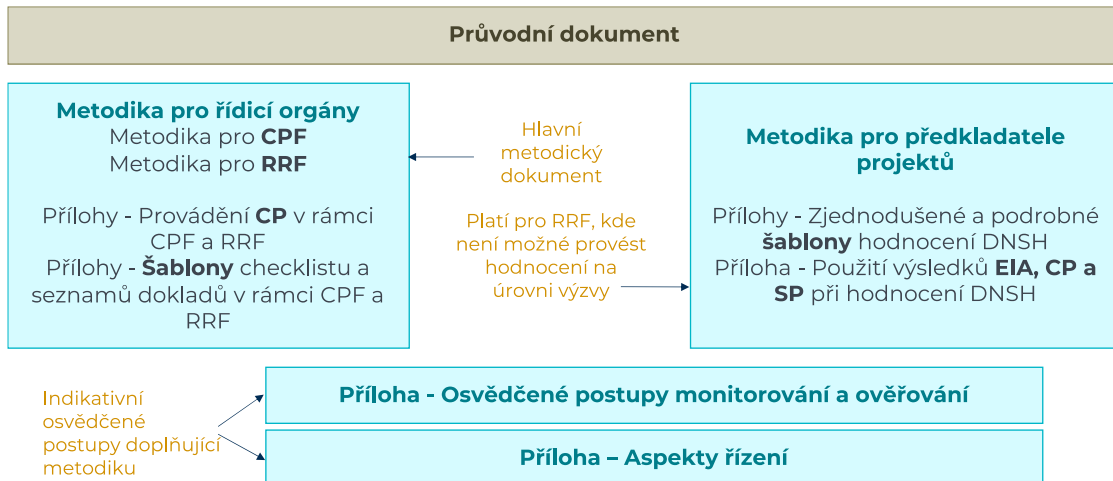 Průvodní dokument
Metodika pro řídicí orgány
Metodika pro CPF
Metodika pro RRF
Přílohy - Provádění CP v rámci
CPF a RRF
Přílohy - Šablony checklistu a
seznamů dokladů v rámci CPF a
RRF
Hlavní
metodický
dokument
Platí pro RRF, kde
není možné provést
hodnocení na
úrovni výzvy
Metodika pro předkladatele
projektů
Přílohy - Zjednodušené a podrobné
šablony hodnocení DNSH
Příloha - Použití výsledků EIA, CP a
SP při hodnocení DNSH
Indikativní
osvědčené
postupy doplňující
metodiku
Příloha - Osvědčené postupy monitorování a ověřování
Příloha – Aspekty řízení